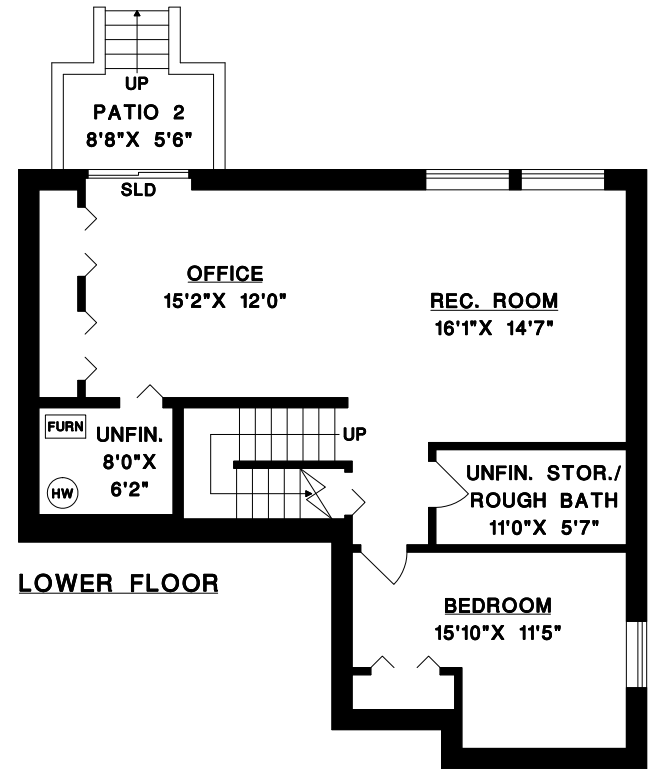 UP
PATIO 2
8'8"X 5'6"
SLD
OFFICE
15'2"X 12'0"
REC. ROOM
16'1"X 14'7"
FURN
UNFIN.
8'0"X
6'2"
HW
UP
UNFIN. STOR./
ROUGH BATH
11'0"X 5'7"
LOWER FLOOR
BEDROOM
15'10"X 11'5"